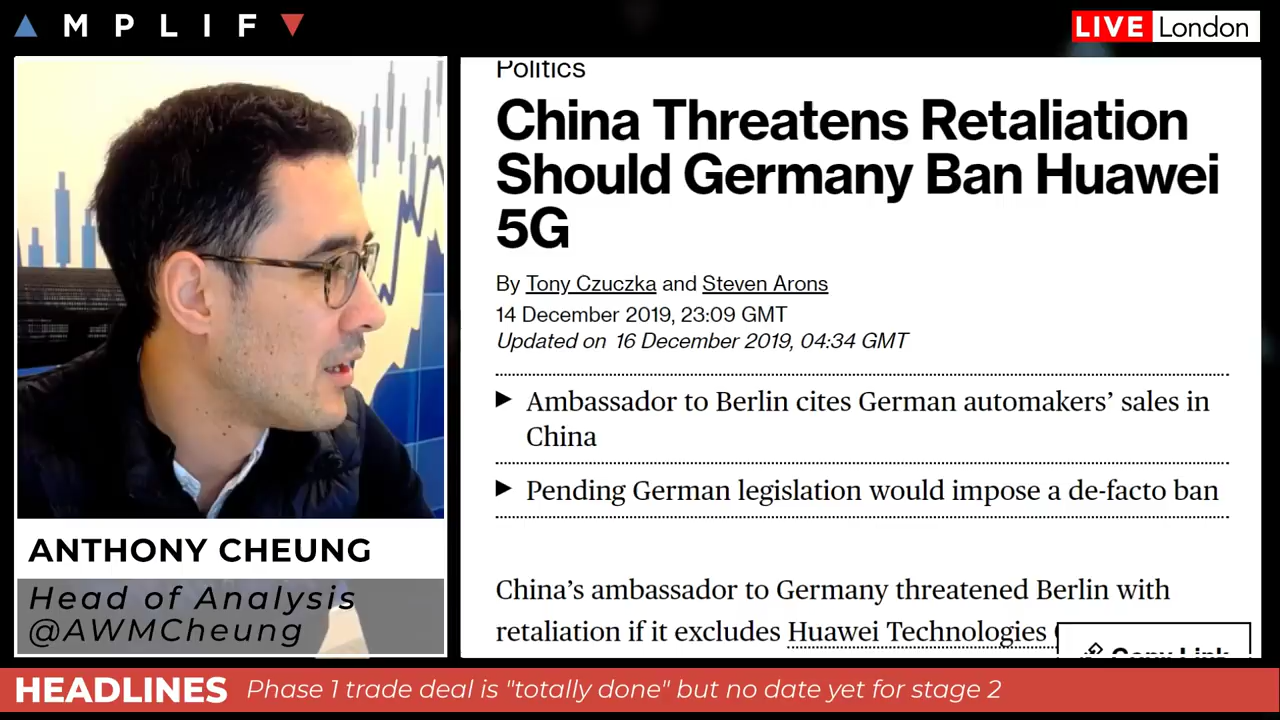 AMPLIFY
LIVE London
Politics
China Threatens Retaliation
Should Germany Ban Huawei
5G
By Tony Czuczka and Steven Arons
14 December 2019, 23:09 GMT
Updated on 16 December 2019, 04:34 GMT
Ambassador to Berlin cites German automakers’ sales in
China
Pending German legislation would impose a de-facto ban
China’s ambassador to Germany threatened Berlin with
retaliation if it excludes Huawei Technologies
Copy Link
ANTHONY CHEUNG
Head of Analysis
@AWMCheung
HEADLINES Phase 1 trade deal is "totally done" but no date yet for stage 2